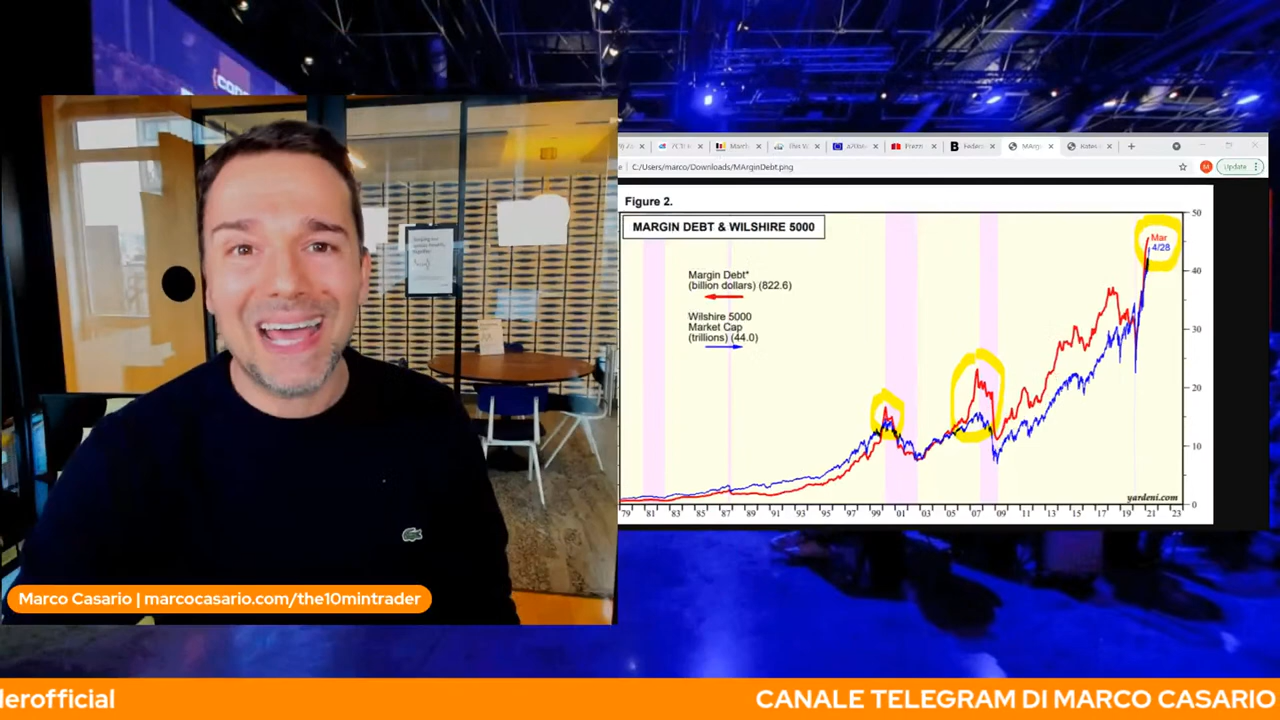 C:/Users/marco/Downloads/MArginDebt.png
Update
Figure 2.
MARGIN DEBT & WILSHIRE 5000
Margin Debt*
(billion dollars) (822.6)
Wilshire 5000
Market Cap
(trillions) (44.0)
Mar
4/28
50
40
30
20
10
0
yardeni.com
79 81 83 85 87 89 91 93 95 97 99 01 03 05 07 09 11 13 15 17 19 21 23
Marco Casario | marcocasario.com/the10mintrader
lerofficial
CANALE TELEGRAM DI MARCO CASARIO